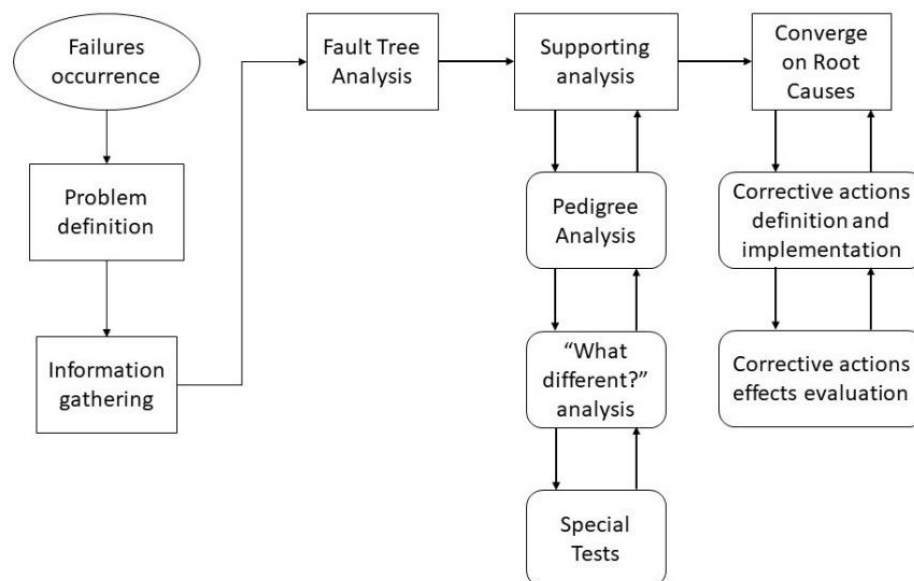 Failures
occurrence
Problem
definition
Information
gathering
Fault Tree
Analysis
Supporting
analysis
Pedigree
Analysis
“What
different?”
analysis
Special
Tests
Converge
on Root
Causes
Corrective actions
definition and
implementation
Corrective actions
effects evaluation